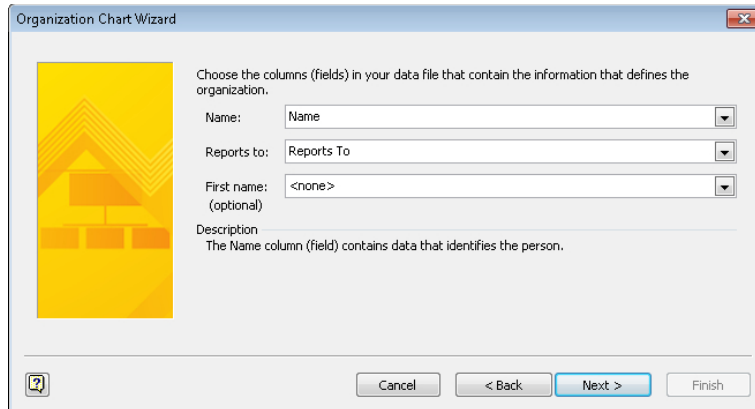 Organization Chart Wizard
Choose the columns (fields) in your data file that contain the information that defines the
organization.
Name: Name
Reports to: Reports To
First name: <none>
(optional)
Description
The Name column (field) contains data that identifies the person.
Cancel < Back Next > Finish